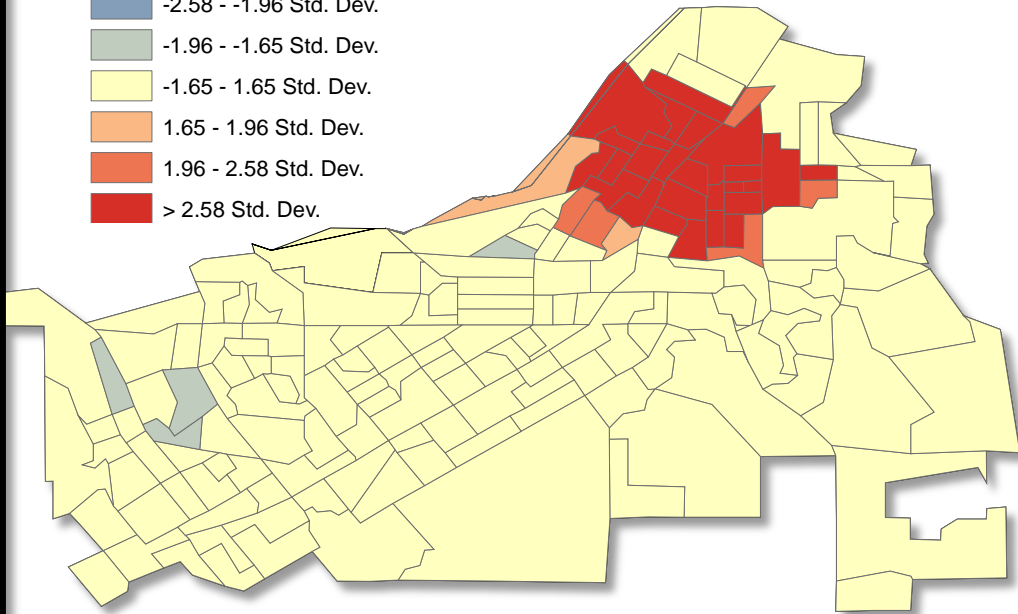 -2.58 - -1.96 Std. Dev.
-1.96 - -1.65 Std. Dev.
-1.65 - 1.65 Std. Dev.
1.65 - 1.96 Std. Dev.
1.96 - 2.58 Std. Dev.
> 2.58 Std. Dev.